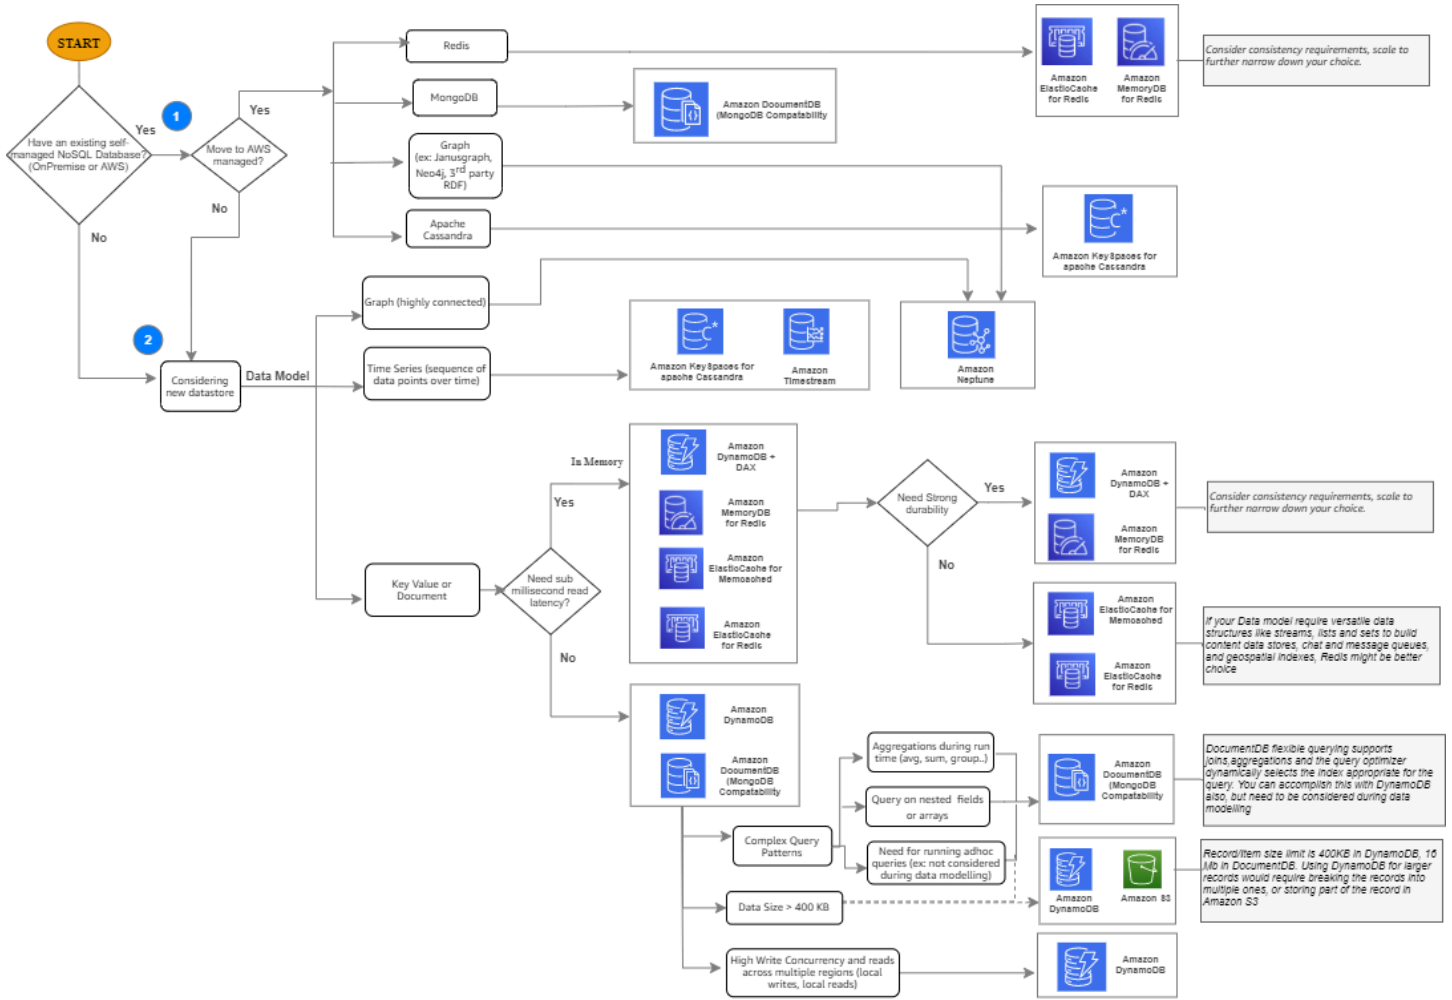 START
Have an existing self-
managed NoSQL Database?
(OnPremise or AWS)
Yes
1
No
Move to AWS
managed?
Yes
No
Redis
MongoDB
Graph
(ex: Janusgraph,
Neo4j, 3rd party
RDF)
Apache
Cassandra
Amazon
ElastioCache
for Redis
Amazon
MemoryDB
for Redis
Consider consistency requirements, scale to
further narrow down your choice.
Amazon DooumentDB
(MongoDB Compatability
Amazon KeySpaoes for
apaohe Cassandra
2
Considering
new datastore
Data Model
Graph (highly connected)
Time Series (sequence of
data points over time)
Amazon KeySpaoes for
apaohe Cassandra
Amazon
Timestream
Amazon
Neptune
Key Value or
Document
Need sub
millisecond read
latency?
Yes
No
In Memory
Amazon
DynamoDB +
DAX
Amazon
MemoryDB
for Redis
Amazon
ElastioCache for
Memoaohed
Amazon
ElastioCache
for Redis
Need Strong
durability
Yes
No
Amazon
DynamoDB +
DAX
Amazon
MemoryDB
for Redis
Consider consistency requirements, scale to
further narrow down your choice.
Amazon
ElastioCache for
Memoaohed
Amazon
ElastioCache
for Redis
If your Data model require versatile data
structures like streams, lists and sets to build
content data stores, chat and message queues,
and geospatial indexes, Redis might be better
choice
Amazon
DynamoDB
Amazon
DooumentDB
(MongoDB
Compatability
Complex Query
Patterns
Aggregations during run
time (avg, sum, group..)
Query on nested fields
or arrays
Need for running adhoc
queries (ex: not considered
during data modelling)
Amazon
DooumentDB
(MongoDB
Compatability
DocumentDB flexible querying supports
joins,aggregations and the query optimizer
dynamically selects the index appropriate for the
query. You can accomplish this with DynamoDB
also, but need to be considered during data
modelling
Data Size > 400 KB
Amazon
DynamoDB
Amazon S3
Record/Item size limit is 400KB in DynamoDB, 16
Mb in DocumentDB. Using DynamoDB for larger
records would require breaking the records into
multiple ones, or storing part of the record in
Amazon S3
High Write Concurrency and reads
across multiple regions (local
writes, local reads)
Amazon
DynamoDB